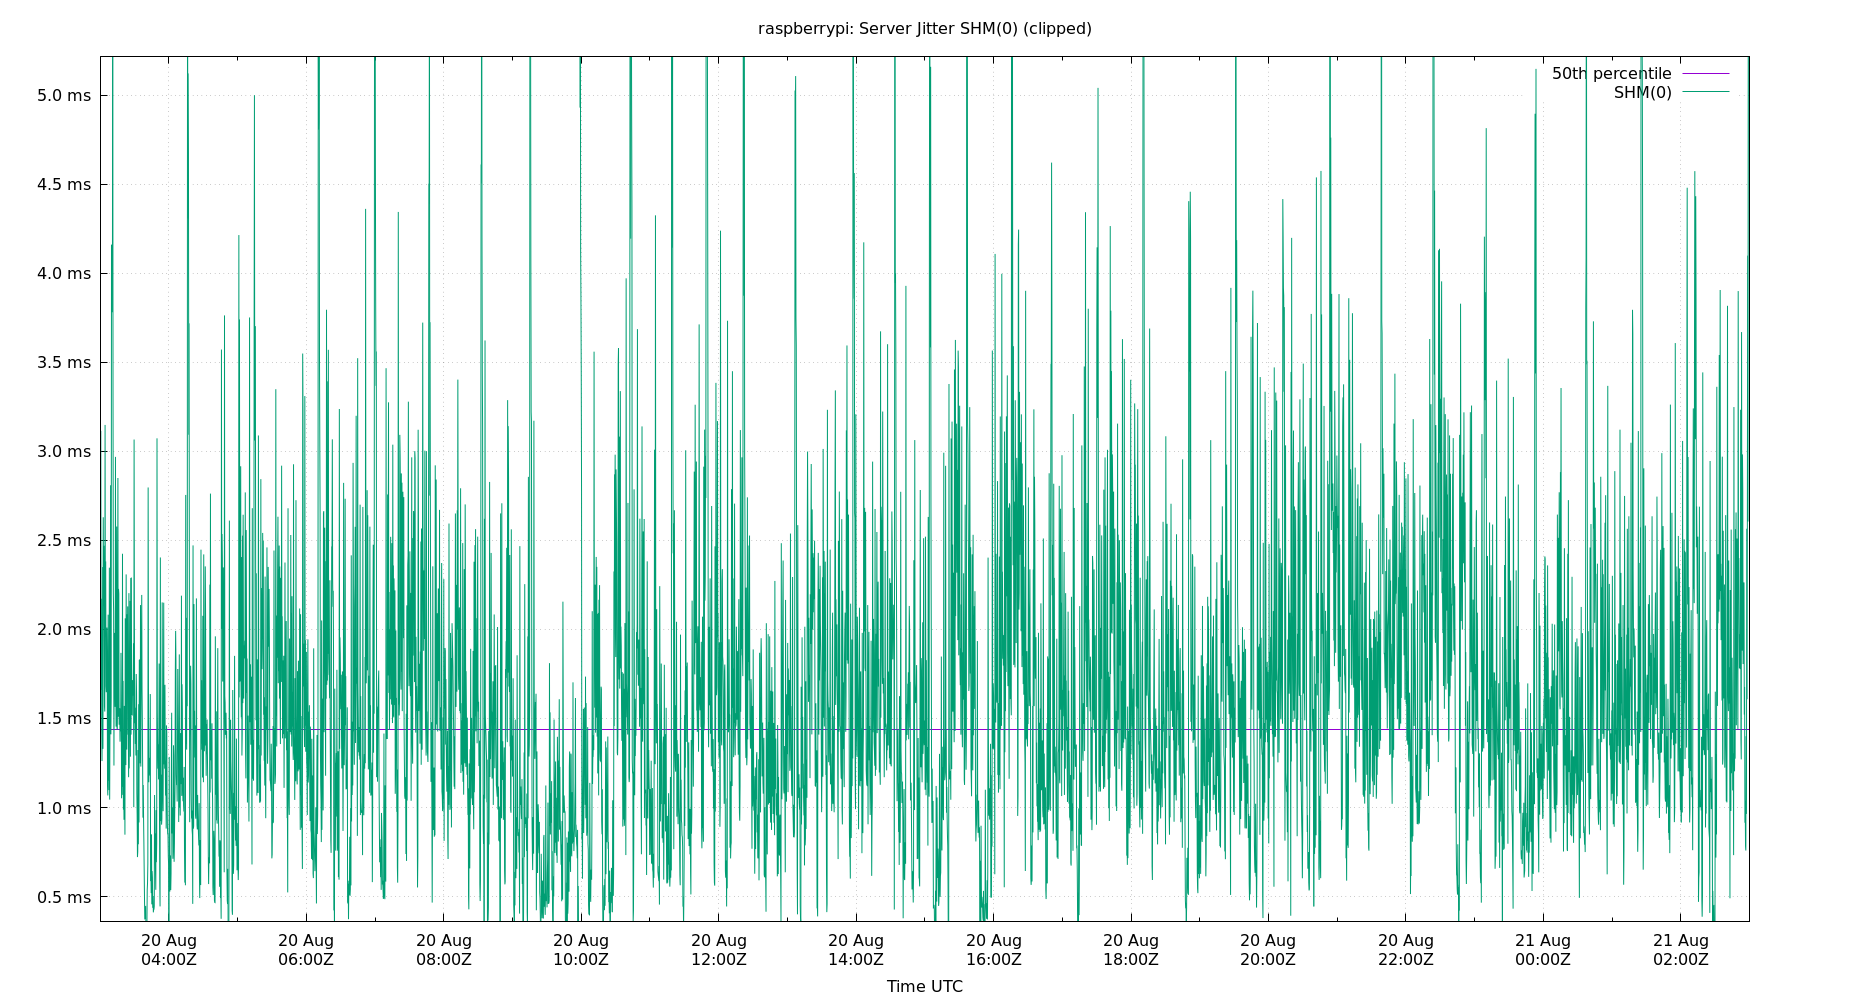 raspberrypi: Server Jitter SHM(0) (clipped)
50th percentile
SHM(0)
5.0 ms
4.5 ms
4.0 ms
3.5 ms
3.0 ms
2.5 ms
2.0 ms
1.5 ms
1.0 ms
0.5 ms
20 Aug 20 Aug 20 Aug 20 Aug 20 Aug 20 Aug 20 Aug 20 Aug 20 Aug 20 Aug 21 Aug 21 Aug
04:00Z 06:00Z 08:00Z 10:00Z 12:00Z 14:00Z 16:00Z 18:00Z 20:00Z 22:00Z 00:00Z 02:00Z
Time UTC